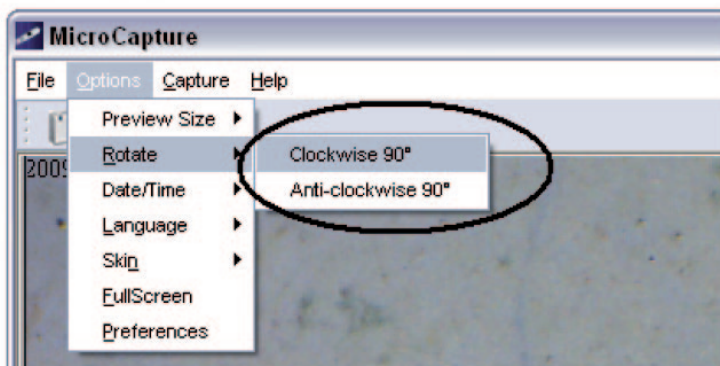 MicroCapture
File Options Capture Help
Preview Size
Rotate
Clockwise 90°
2009
Date/Time
Anti-clockwise 90°
Language
Skin
FullScreen
Preferences